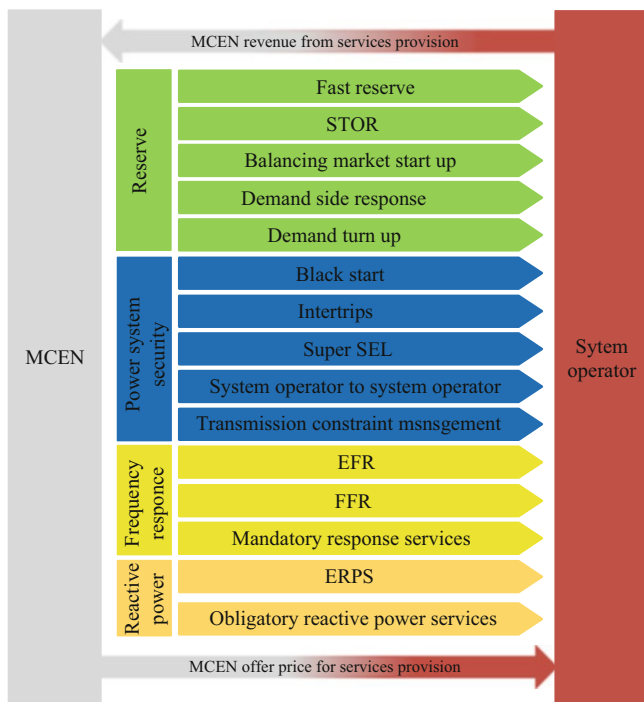 MCEN revenue from services provision
MCEN
Reserve
Fast reserve
STOR
Balancing market start up
Demand side response
Demand turn up
Power system
security
Black start
Intertrips
Super SEL
System operator to system operator
Transmission constraint msnsgement
Frequency
responce
EFR
FFR
Mandatory response services
Reactive
power
ERPS
Obligatory reactive power services
Sytem
operator
MCEN offer price for services provision